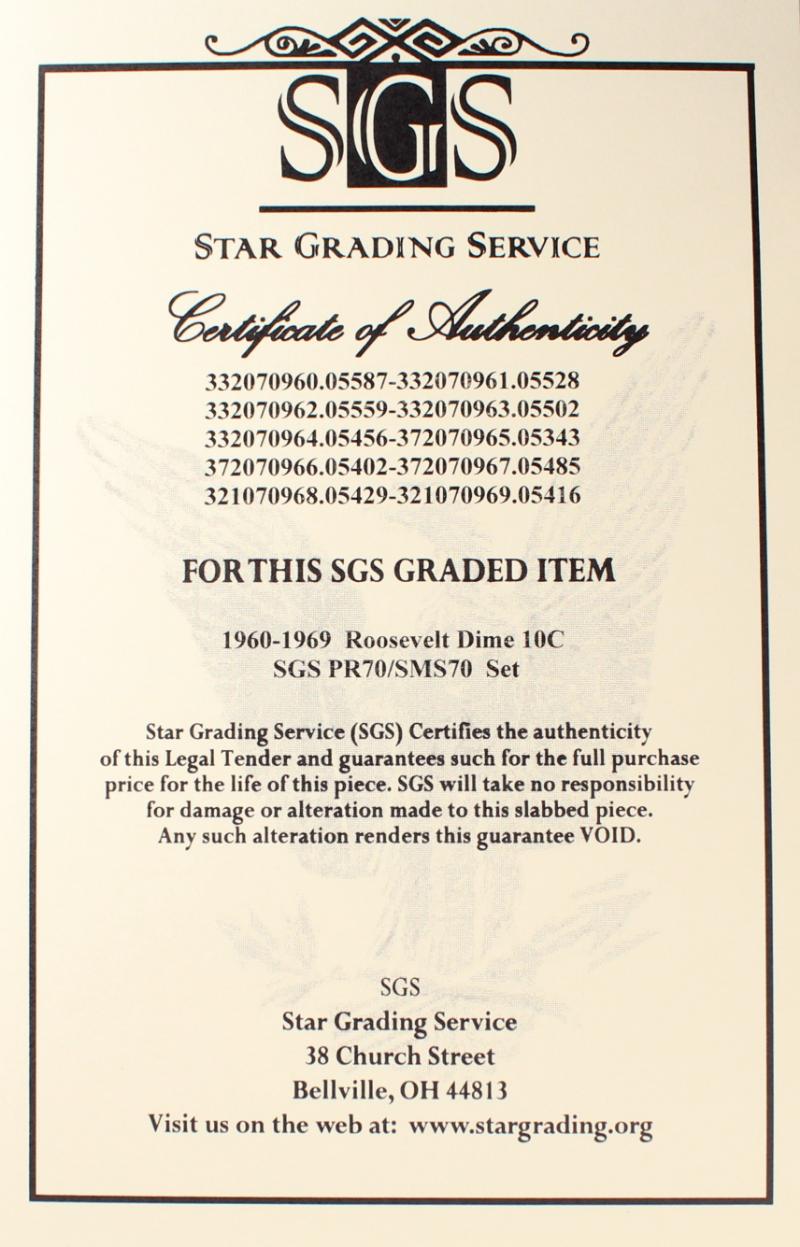 SGS
STAR GRADING SERVICE
Certificate of Authenticity
332070960.05587-332070961.05528
332070962.05559-332070963.05502
332070964.05456-372070965.05343
372070966.05402-372070967.05485
321070968.05429-321070969.05416
FOR THIS SGS GRADED ITEM
1960-1969 Roosevelt Dime 10C
SGS PR70/SMS70 Set
Star Grading Service (SGS) Certifies the authenticity
of this Legal Tender and guarantees such for the full purchase
price for the life of this piece. SGS will take no responsibility
for damage or alteration made to this slabbed piece.
Any such alteration renders this guarantee VOID.
SGS
Star Grading Service
38 Church Street
Bellville, OH 44813
Visit us on the web at: www.stargrading.org